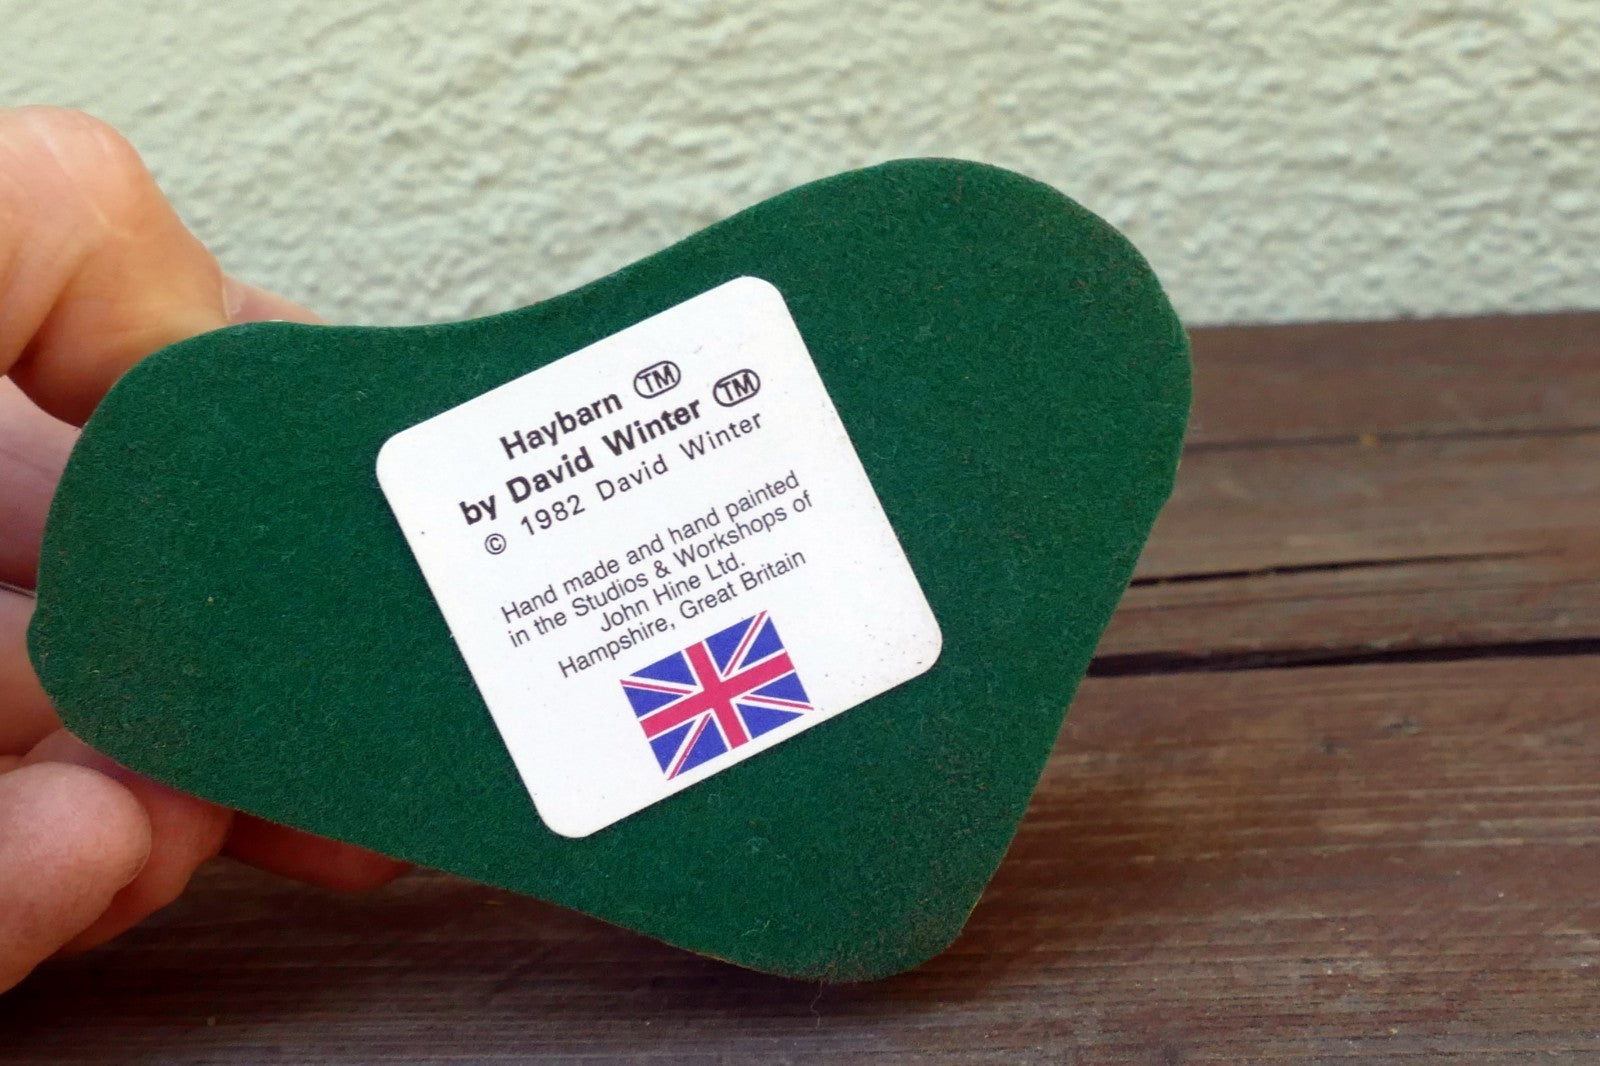 Haybarn TM
by David Winter TM
© 1982 David Winter
Hand made and hand painted
in the Studios & Workshops of
John Hine Ltd.
Hampshire, Great Britain